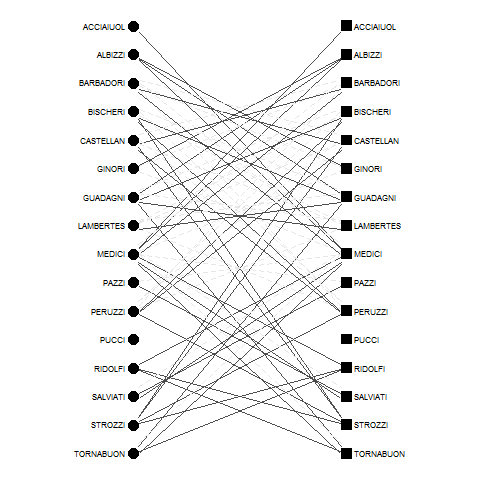 ACCIAIUOL ACCIAIUOL
ALBIZZI ALBIZZI
BARBADORI BARBADORI
BISCHERI BISCHERI
CASTELLAN CASTELLAN
GINORI GINORI
GUADAGNI GUADAGNI
LAMBERTES LAMBERTES
MEDICI MEDICI
PAZZI PAZZI
PERUZZI PERUZZI
PUCCI PUCCI
RIDOLFI RIDOLFI
SALVIATI SALVIATI
STROZZI STROZZI
TORNABUON TORNABUON